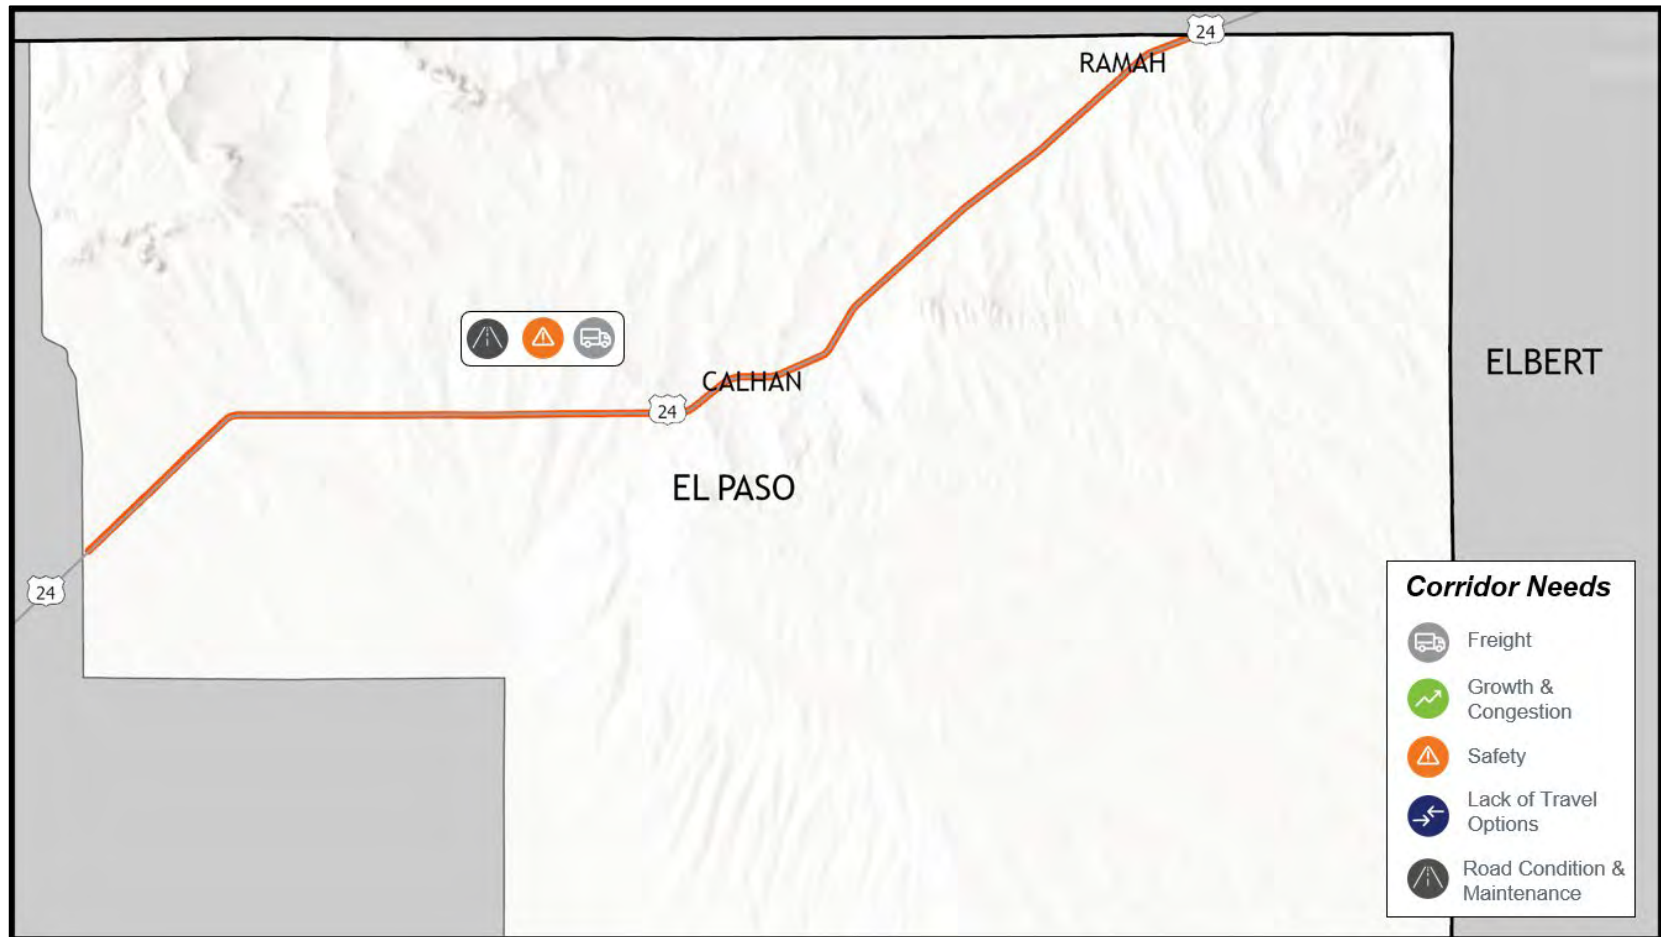 24
RAMAH
ELBERT
CALHAN
24
EL PASO
24
Corridor Needs
Freight
Growth &
Congestion
Safety
Lack of Travel
Options
Road Condition &
Maintenance